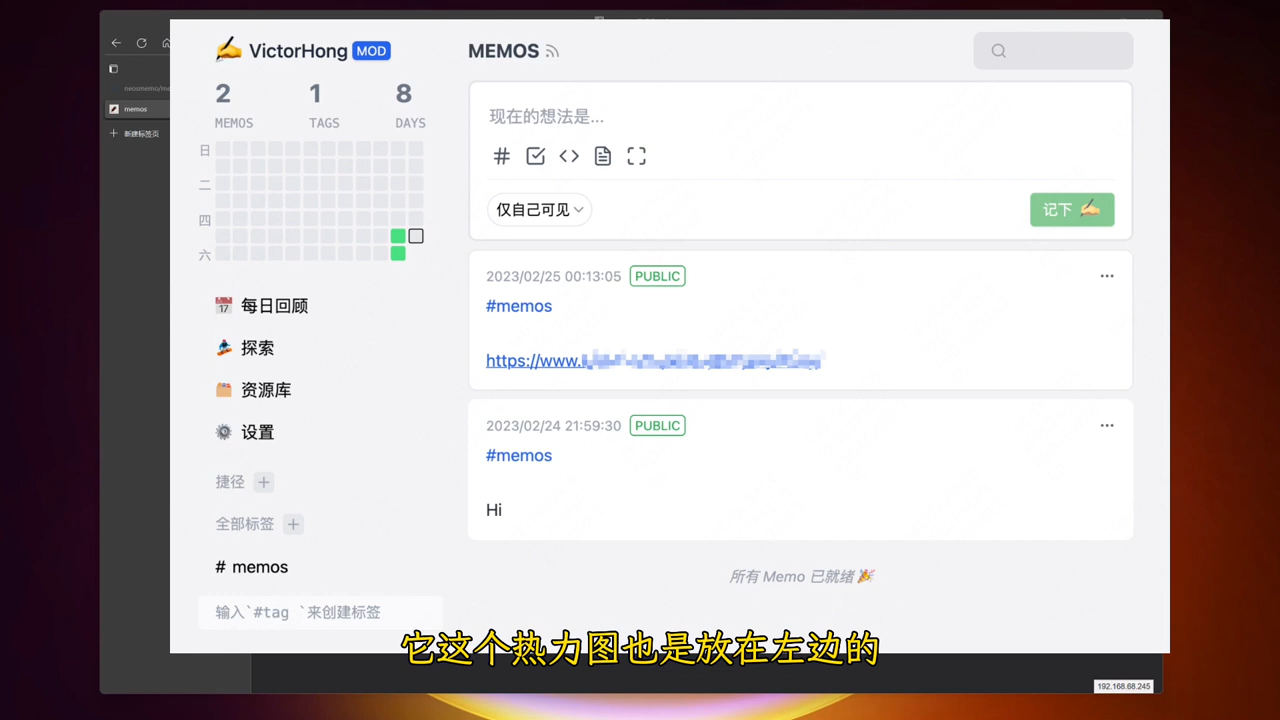 VictorHong MOD
MEMOS
2 1 8
MEMOS TAGS DAYS
日
二
四
六
17
每日回顾
探索
资源库
设置
捷径 +
全部标签 +
# memos
输入`#tag `来创建标签
现在的想法是...
仅自己可见
记下
2023/02/25 00:13:05 PUBLIC
#memos
https://www.
2023/02/24 21:59:30 PUBLIC
#memos
Hi
所有 Memo 已就绪
memos
新建标签页
它这个热力图也是放在左边的
192.168.68.245